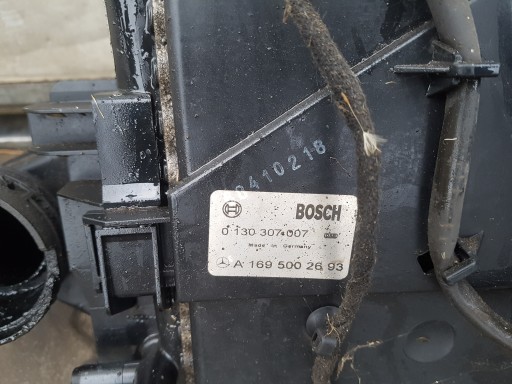 0410218
BOSCH
0 130 307 007
Made in Germany
A 169 500 26 93